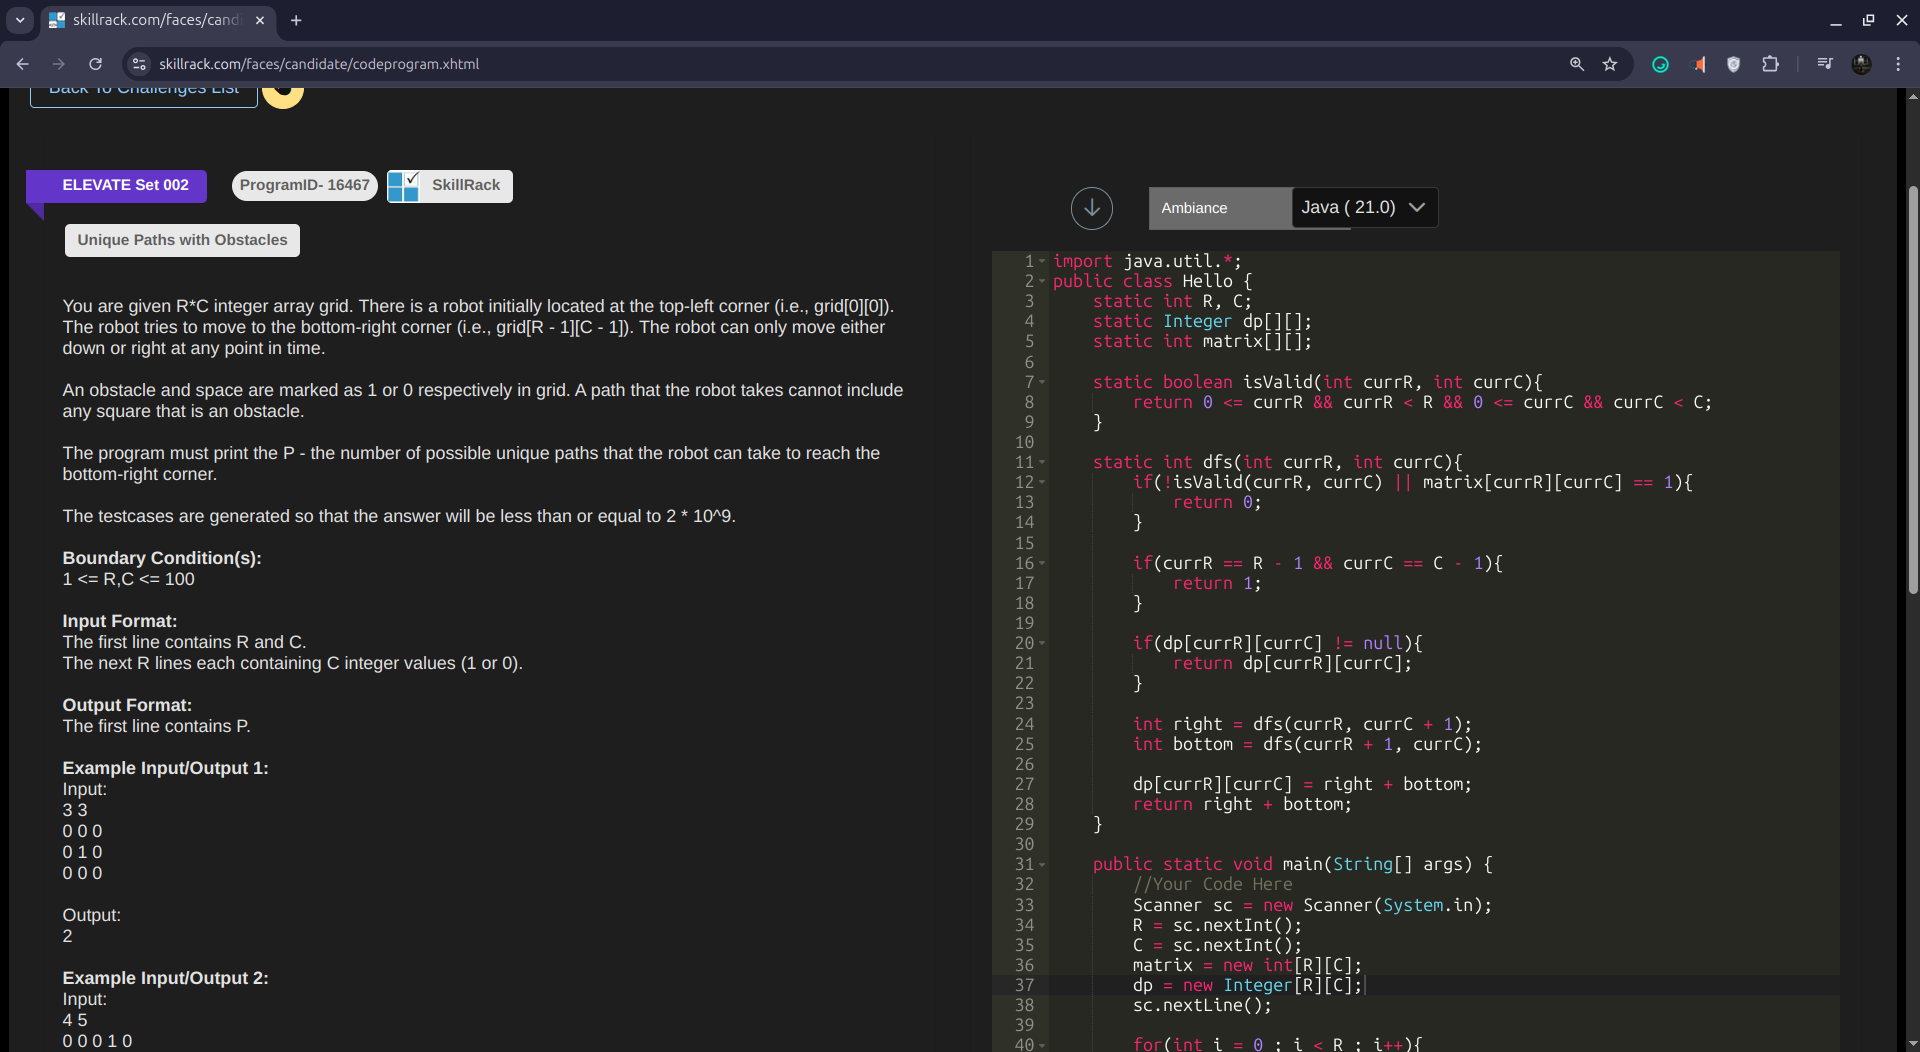 skillrack.com/faces/candi
skillrack.com/faces/candidate/codeprogram.xhtml
Back To Challenges List
ELEVATE Set 002
ProgramID- 16467
SkillRack
Unique Paths with Obstacles
You are given R*C integer array grid. There is a robot initially located at the top-left corner (i.e., grid[0][0]).
The robot tries to move to the bottom-right corner (i.e., grid[R - 1][C - 1]). The robot can only move either
down or right at any point in time.
An obstacle and space are marked as 1 or 0 respectively in grid. A path that the robot takes cannot include
any square that is an obstacle.
The program must print the P - the number of possible unique paths that the robot can take to reach the
bottom-right corner.
The testcases are generated so that the answer will be less than or equal to 2 * 10^9.
Boundary Condition(s):
1 <= R,C <= 100
Input Format:
The first line contains R and C.
The next R lines each containing C integer values (1 or 0).
Output Format:
The first line contains P.
Example Input/Output 1:
Input:
3 3
0 0 0
0 1 0
0 0 0
Output:
2
Example Input/Output 2:
Input:
4 5
0 0 0 1 0
Ambiance
Java ( 21.0)
1 import java.util.*;
2 public class Hello {
3     static int R, C;
4     static Integer dp[][];
5     static int matrix[][];
6
7     static boolean isValid(int currR, int currC){
8         return 0 <= currR && currR < R && 0 <= currC && currC < C;
9     }
10
11     static int dfs(int currR, int currC){
12         if(!isValid(currR, currC) || matrix[currR][currC] == 1){
13             return 0;
14         }
15
16         if(currR == R - 1 && currC == C - 1){
17             return 1;
18         }
19
20         if(dp[currR][currC] != null){
21             return dp[currR][currC];
22         }
23
24         int right = dfs(currR, currC + 1);
25         int bottom = dfs(currR + 1, currC);
26
27         dp[currR][currC] = right + bottom;
28         return right + bottom;
29     }
30
31     public static void main(String[] args) {
32         //Your Code Here
33         Scanner sc = new Scanner(System.in);
34         R = sc.nextInt();
35         C = sc.nextInt();
36         matrix = new int[R][C];
37         dp = new Integer[R][C];
38         sc.nextLine();
39
40         for(int i = 0 ; i < R ; i++){